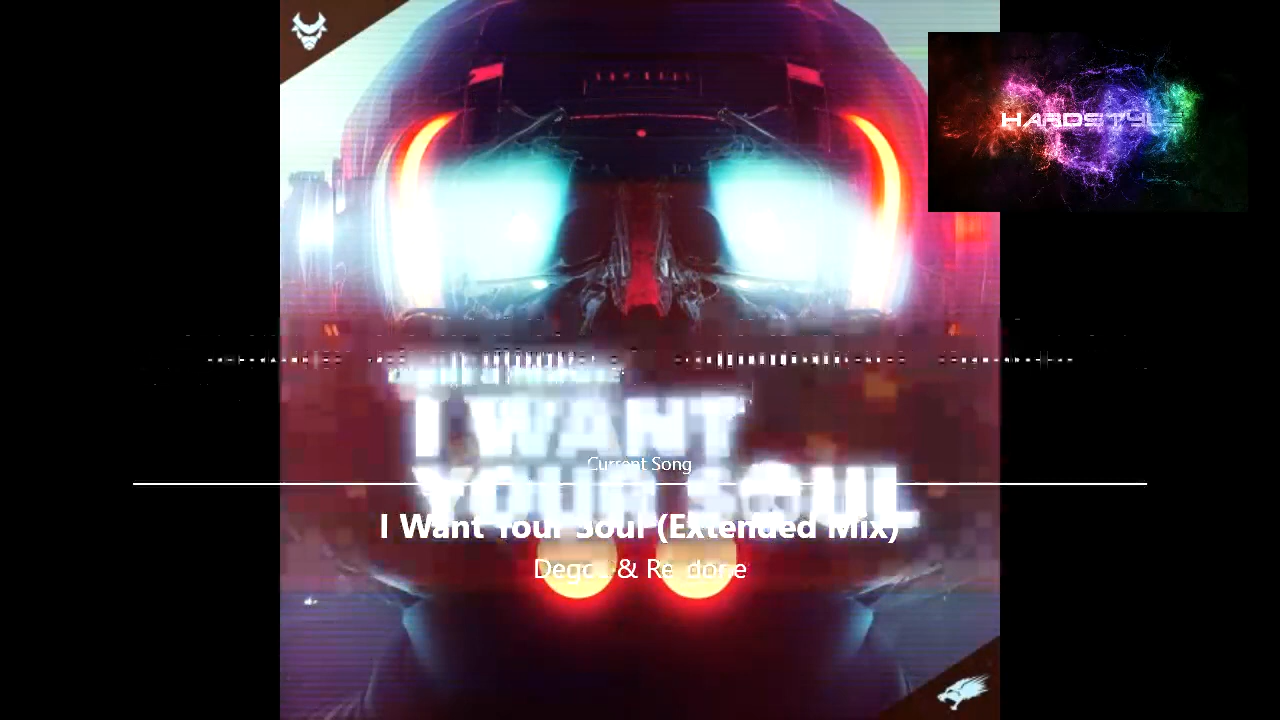 HARDSTYLE
I WANT
YOUR SOUL
Current Song
I Want Your Soul (Extended Mix)
&